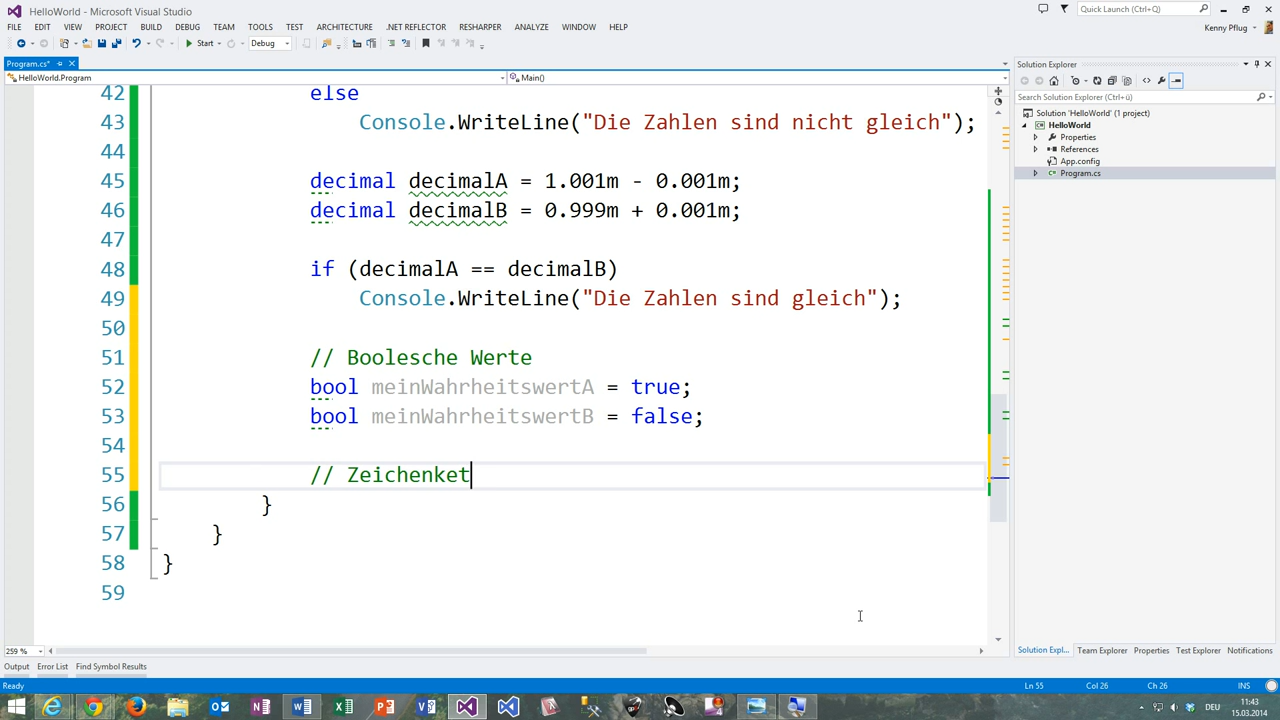 HelloWorld - Microsoft Visual Studio
Quick Launch (Ctrl+Q)
FILE EDIT VIEW PROJECT BUILD DEBUG TEAM TOOLS TEST ARCHITECTURE .NET REFLECTOR RESHARPER ANALYZE WINDOW HELP
Kenny Pflug
Start Debug
Program.cs*
Solution Explorer
HelloWorld.Program Main()
Search Solution Explorer (Ctrl+ü)
Solution 'HelloWorld' (1 project)
HelloWorld
Properties
References
App.config
Program.cs
42 else
43 Console.WriteLine("Die Zahlen sind nicht gleich");
44
45 decimal decimalA = 1.001m - 0.001m;
46 decimal decimalB = 0.999m + 0.001m;
47
48 if (decimalA == decimalB)
49 Console.WriteLine("Die Zahlen sind gleich");
50
51 // Boolesche Werte
52 bool meinWahrheitswertA = true;
53 bool meinWahrheitswertB = false;
54
55 // Zeichenket
56 }
57 }
58 }
59
259 %
Solution Expl... Team Explorer Properties Test Explorer Notifications
Output Error List Find Symbol Results
Ready Ln 55 Col 26 Ch 26 INS
DEU
11:43
15.03.2014